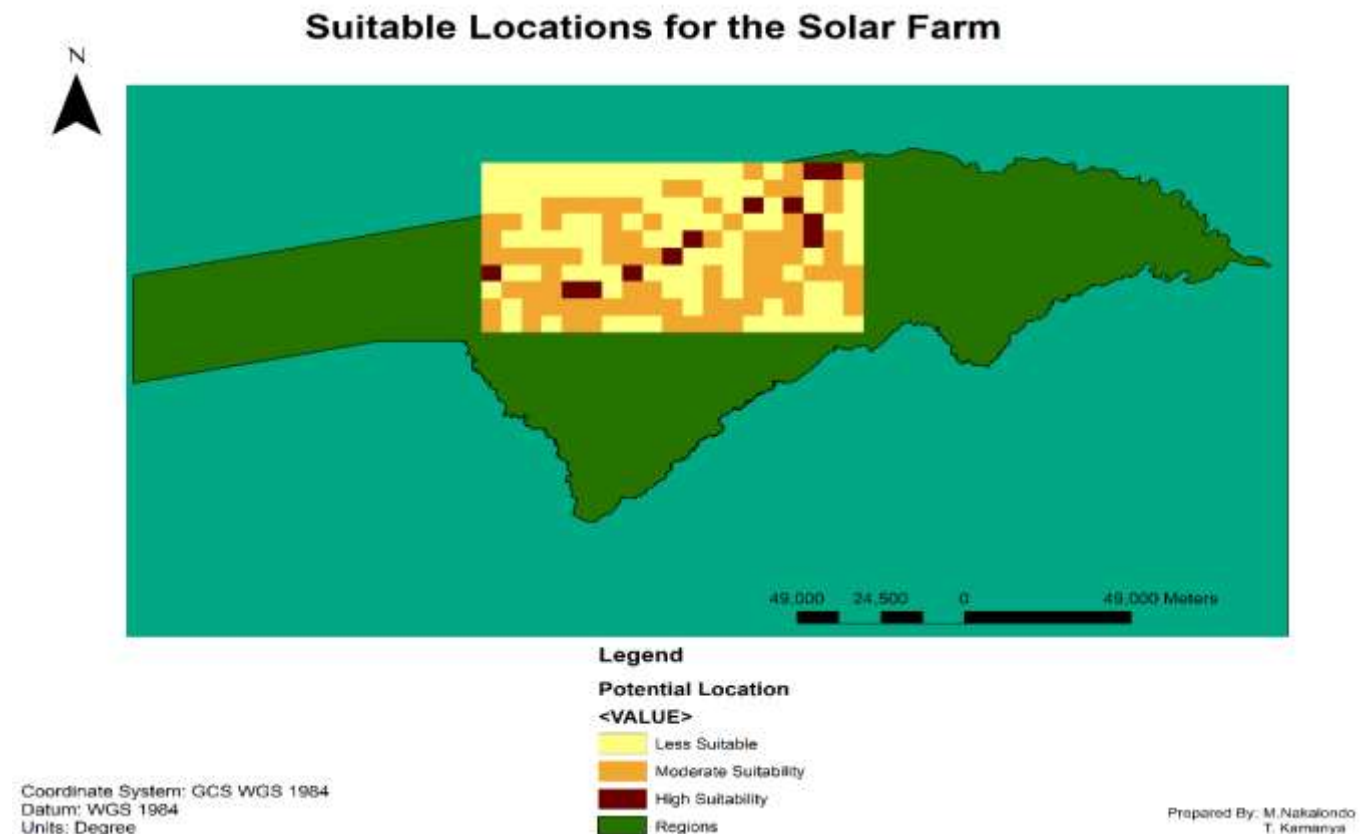 Suitable Locations for the Solar Farm
N
49,000 24,500 0 49,000 Meters
Legend
Potential Location
<VALUE>
Less Suitable
Moderate Suitability
High Suitability
Regions
Coordinate System: GCS WGS 1984
Datum: WGS 1984
Units: Degree
Prepared By: M.Nakalondo
T. Kamanya